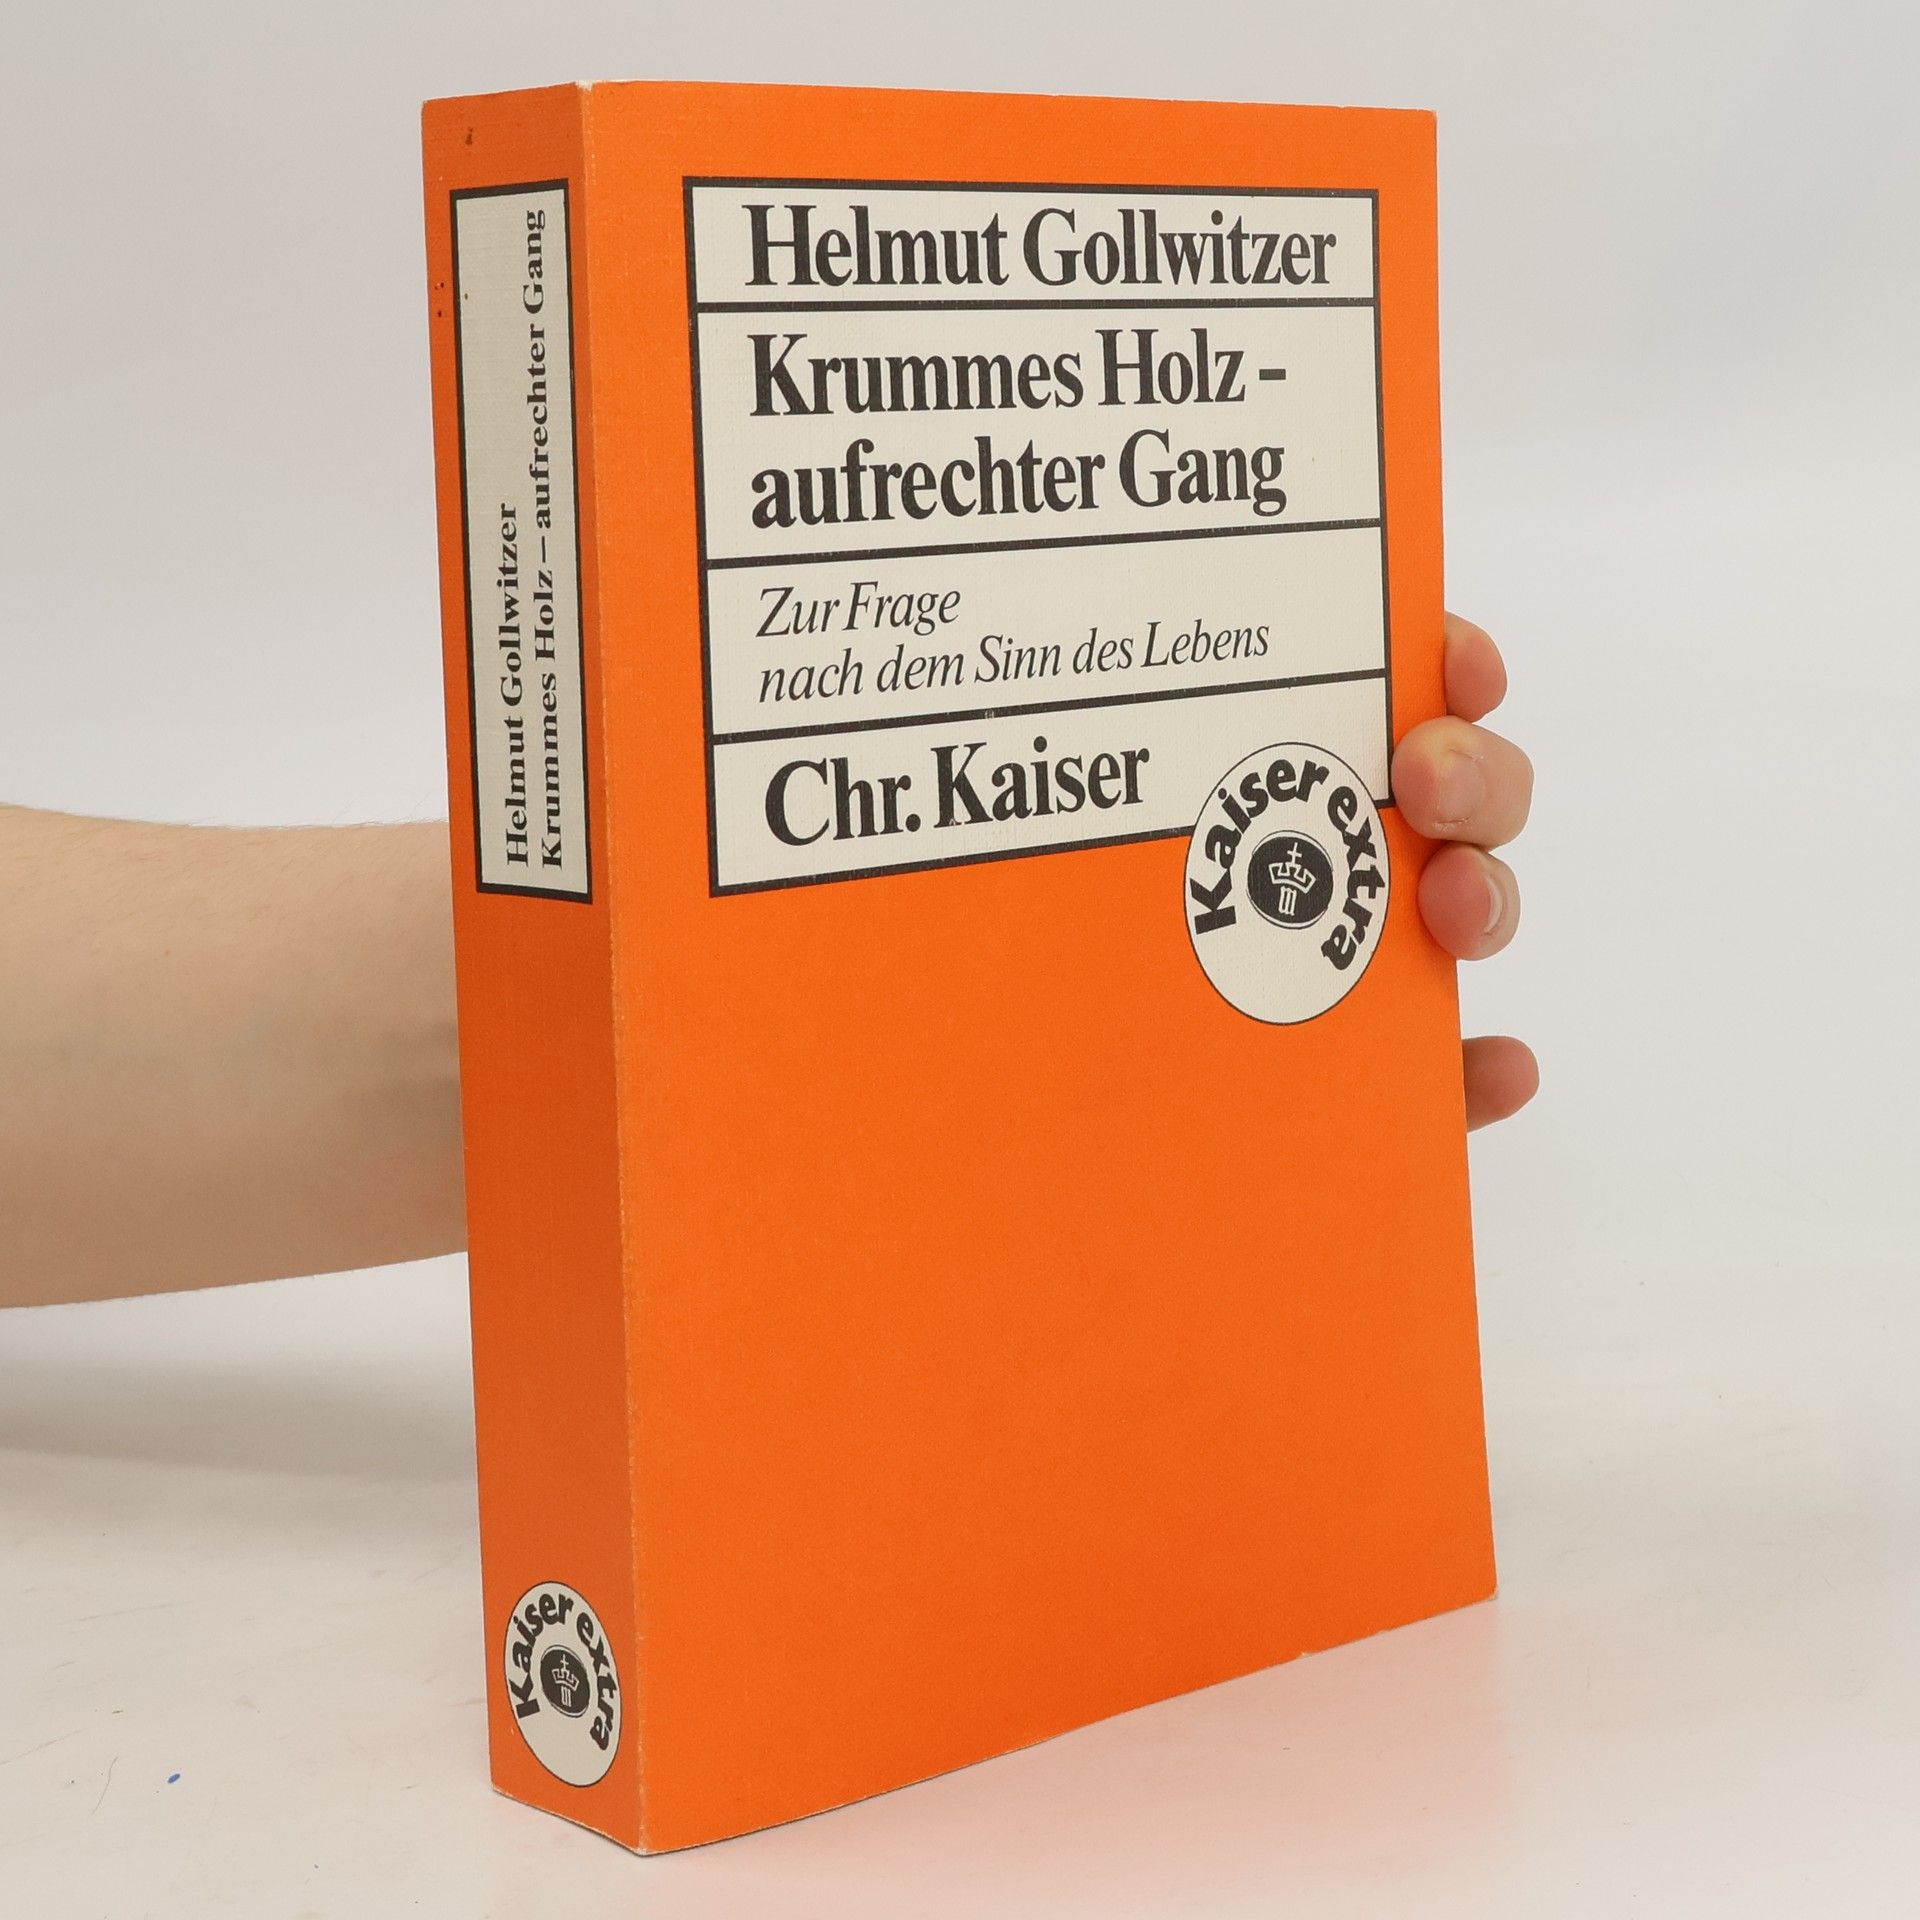 Helmut Gollwitzer
Krummes Holz – aufrechter Gang
Kaiser extra
Helmut Gollwitzer
Krummes Holz -
aufrechter Gang
Zur Frage
nach dem Sinn des Lebens
Chr. Kaiser
Kaiser extra